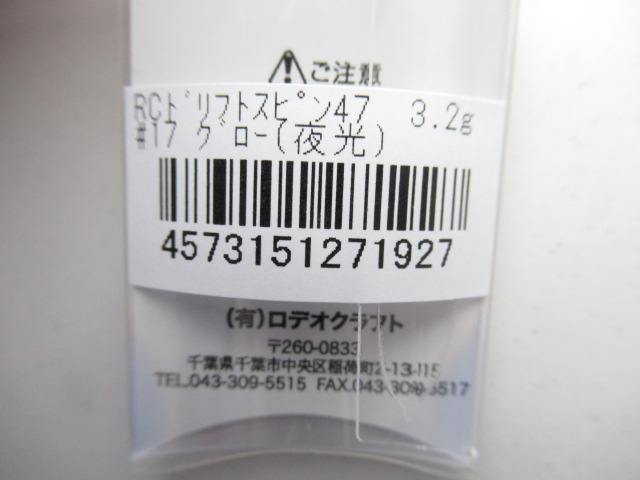 ⚠ご注意
RCﾄﾞﾘﾌﾄｽﾋﾟﾝ47 3.2g
#17 ｸﾞﾛｰ(夜光)
4573151271927
(有)ロデオクラフト
〒260-0833
千葉県千葉市中央区稲荷町2-13-115
TEL.043-309-5515 FAX.043-309-5517